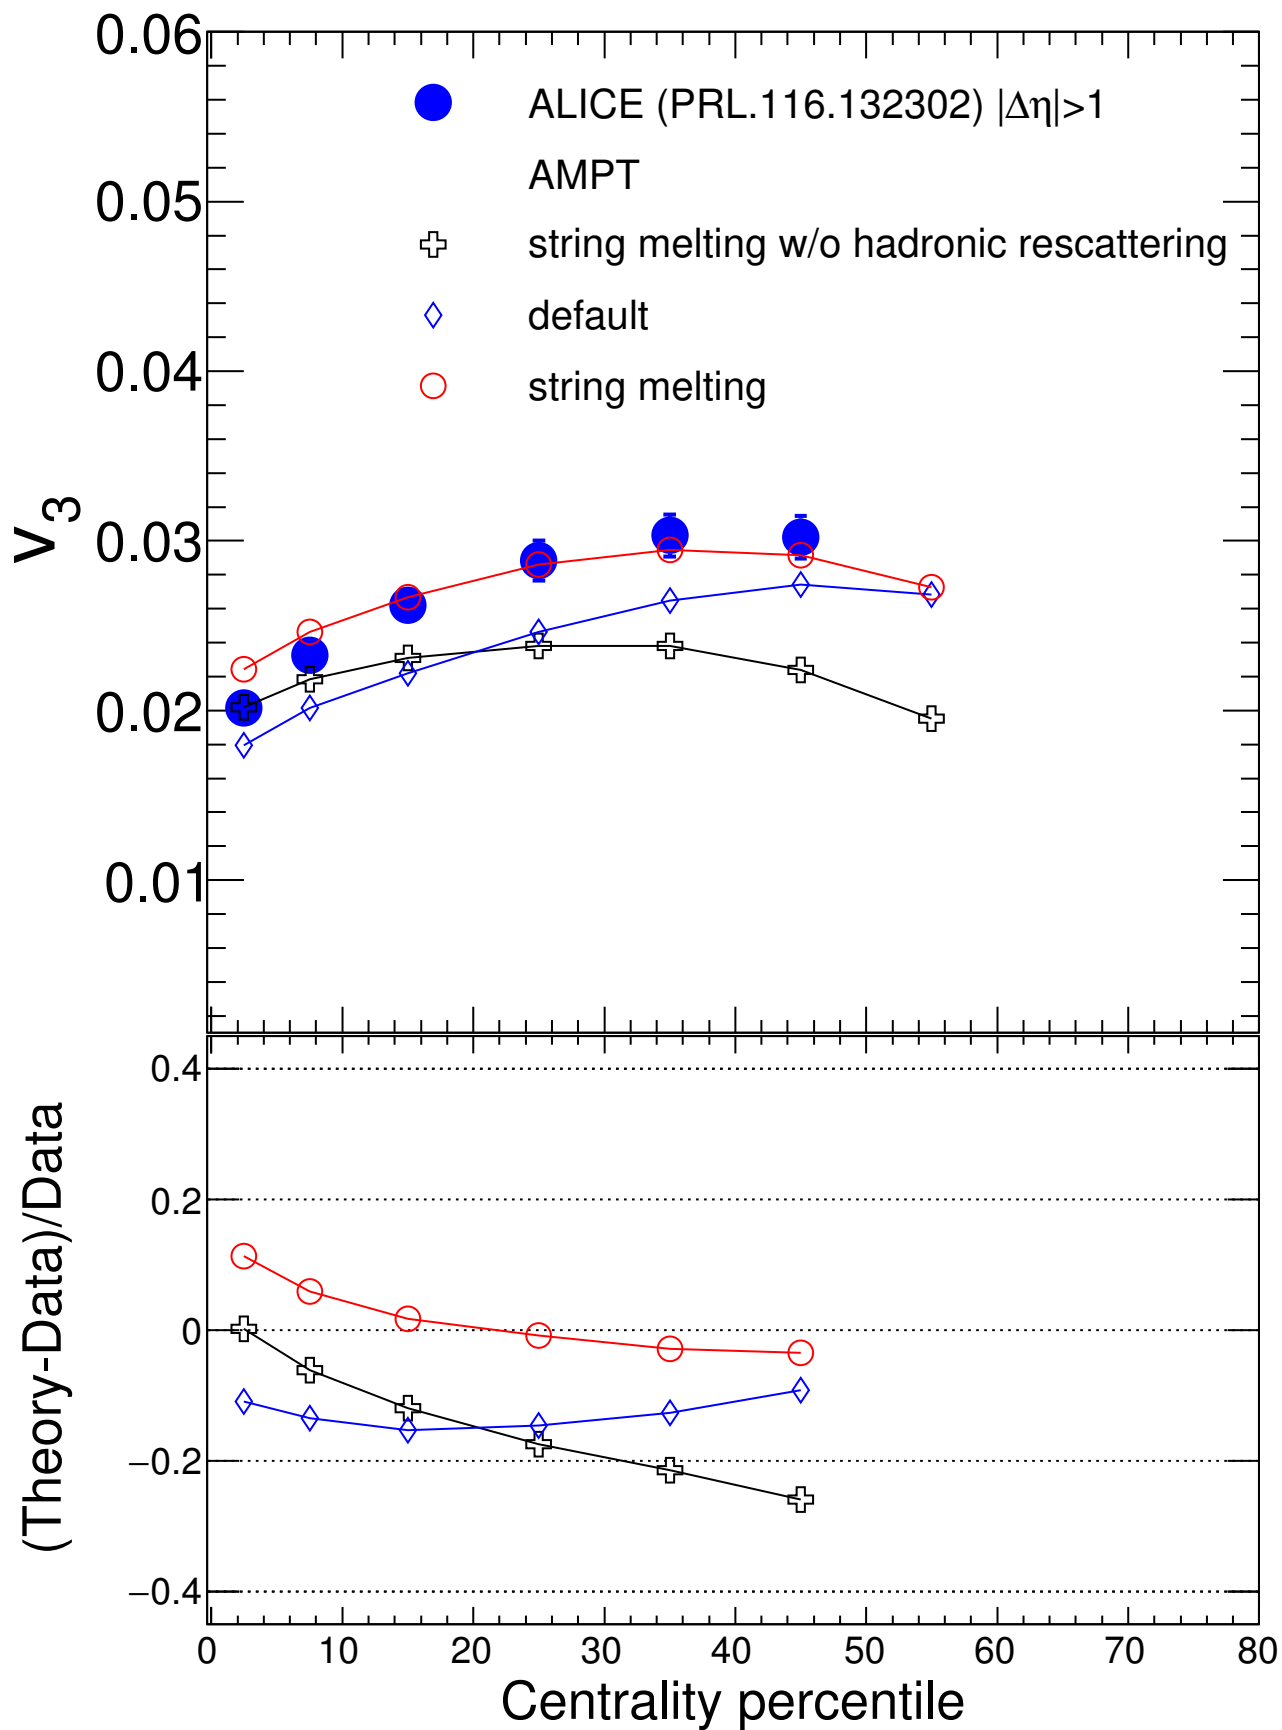 0.06
ALICE (PRL.116.132302) |Δη|>1
AMPT
0.05
string melting w/o hadronic rescattering
default
0.04
string melting
v3
0.03
0.02
0.01
(Theory-Data)/Data
0.4
0.2
0
−0.2
−0.4
0 10 20 30 40 50 60 70 80
Centrality percentile